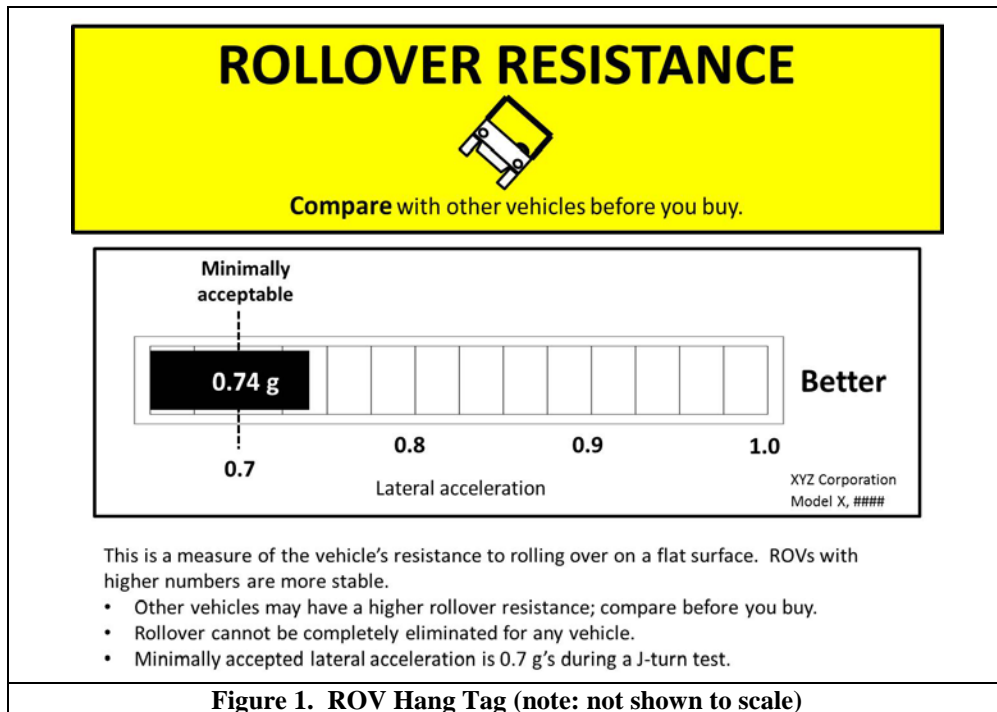 ROLLOVER RESISTANCE
Compare with other vehicles before you buy.
Minimally
acceptable
0.74 g
Better
0.7
0.8
0.9
1.0
Lateral acceleration
XYZ Corporation
Model X, ####
This is a measure of the vehicle's resistance to rolling over on a flat surface.  ROVs with
higher numbers are more stable.
• Other vehicles may have a higher rollover resistance; compare before you buy.
• Rollover cannot be completely eliminated for any vehicle.
• Minimally accepted lateral acceleration is 0.7 g's during a J-turn test.
Figure 1.  ROV Hang Tag (note: not shown to scale)